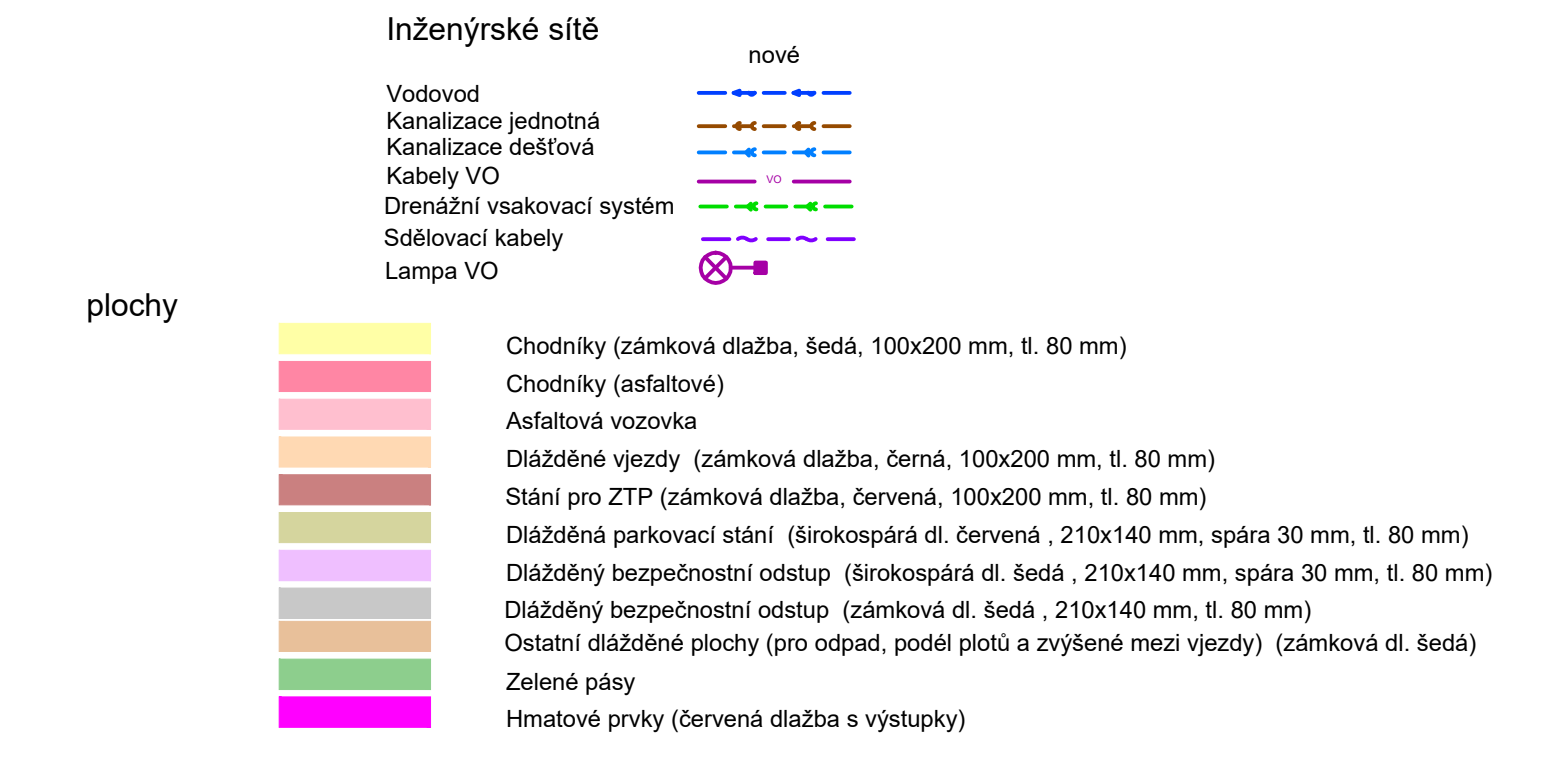 Inženýrské sítě
nové
Vodovod
Kanalizace jednotná
Kanalizace dešťová
Kabely VO
VO
Drenážní vsakovací systém
Sdělovací kabely
Lampa VO
plochy
Chodníky (zámková dlažba, šedá, 100x200 mm, tl. 80 mm)
Chodníky (asfaltové)
Asfaltová vozovka
Dlážděné vjezdy (zámková dlažba, černá, 100x200 mm, tl. 80 mm)
Stání pro ZTP (zámková dlažba, červená, 100x200 mm, tl. 80 mm)
Dlážděná parkovací stání (širokospárá dl. červená , 210x140 mm, spára 30 mm, tl. 80 mm)
Dlážděný bezpečnostní odstup (širokospárá dl. šedá , 210x140 mm, spára 30 mm, tl. 80 mm)
Dlážděný bezpečnostní odstup (zámková dl. šedá , 210x140 mm, tl. 80 mm)
Ostatní dlážděné plochy (pro odpad, podél plotů a zvýšené mezi vjezdy) (zámková dl. šedá)
Zelené pásy
Hmatové prvky (červená dlažba s výstupky)